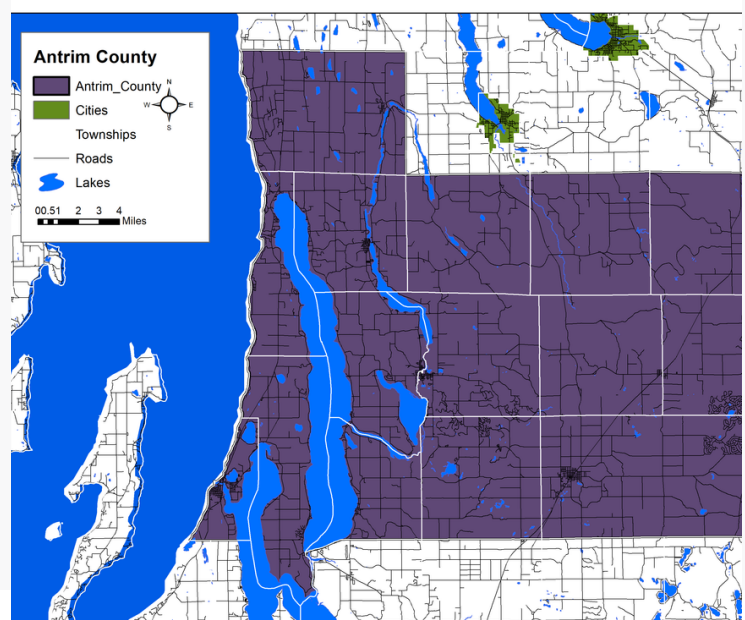 Antrim County
Antrim_County
N
W E
S
Cities
Townships
Roads
Lakes
00.51 2 3 4
Miles